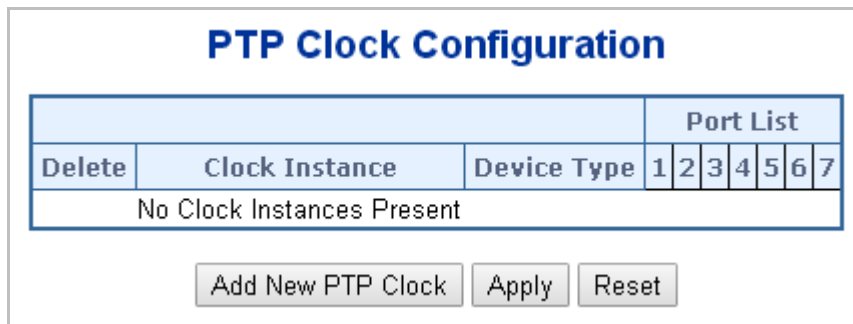 PTP Clock Configuration
Port List
Delete Clock Instance Device Type 1 2 3 4 5 6 7
No Clock Instances Present
Add New PTP Clock Apply Reset